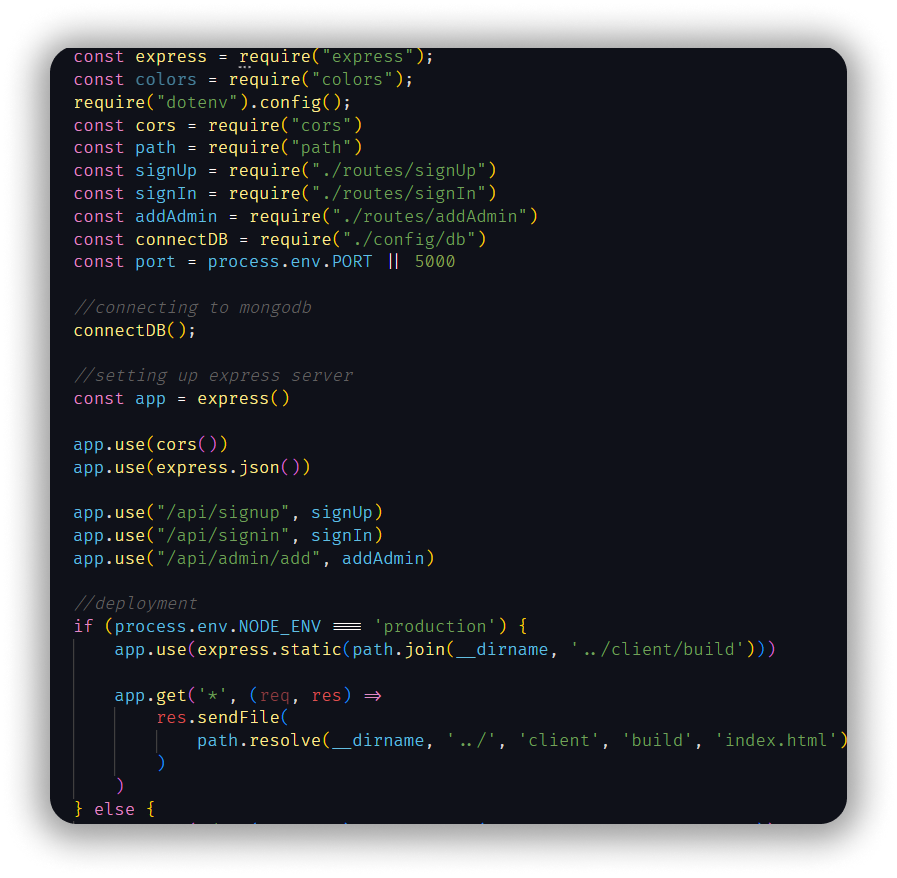 const express = require("express");
const colors = require("colors");
require("dotenv").config();
const cors = require("cors")
const path = require("path")
const signUp = require("./routes/signUp")
const signIn = require("./routes/signIn")
const addAdmin = require("./routes/addAdmin")
const connectDB = require("./config/db")
const port = process.env.PORT || 5000

//connecting to mongodb
connectDB();

//setting up express server
const app = express()

app.use(cors())
app.use(express.json())

app.use("/api/signup", signUp)
app.use("/api/signin", signIn)
app.use("/api/admin/add", addAdmin)

//deployment
if (process.env.NODE_ENV === 'production') {
    app.use(express.static(path.join(__dirname, '../client/build')))

    app.get('*', (req, res) =>
        res.sendFile(
            path.resolve(__dirname, '../', 'client', 'build', 'index.html')
        )
    )
} else {